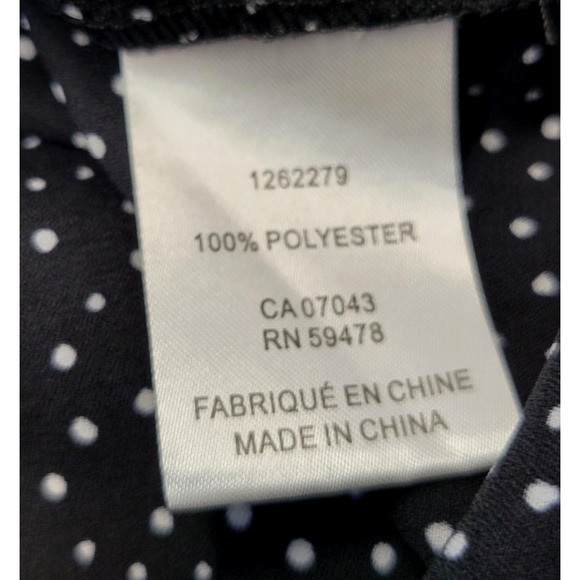 1262279
100% POLYESTER
CA 07043
RN 59478
FABRIQUÉ EN CHINE
MADE IN CHINA